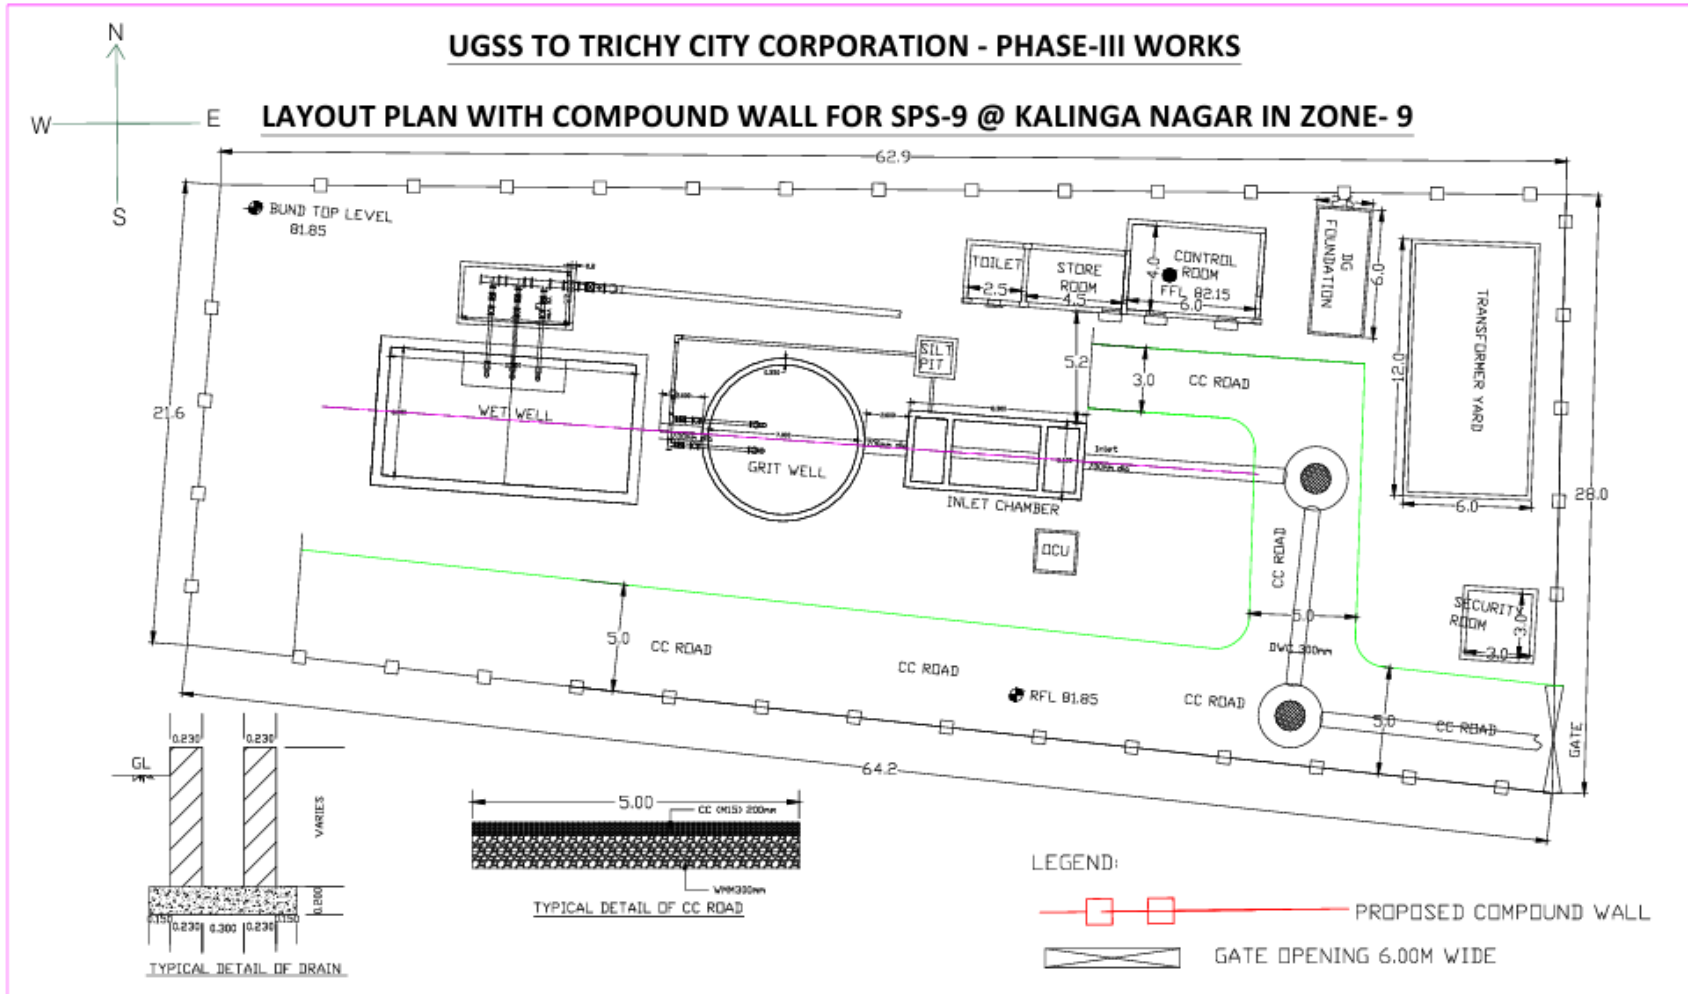 UGSS TO TRICHY CITY CORPORATION - PHASE-III WORKS
LAYOUT PLAN WITH COMPOUND WALL FOR SPS-9 @ KALINGA NAGAR IN ZONE- 9
N
W
E
S
62.9
BUND TOP LEVEL
81.85
TOILET
2.5
STORE
ROOM
4.5
CONTROL
ROOM
FFL 82.15
4.0
6.0
DG
FOUNDATION
6.0
TRANSFORMER YARD
12.0
6.0
28.0
21.6
SILT
PIT
5.2
3.0
CC ROAD
WET WELL
GRIT WELL
Inlet
INLET CHAMBER
OCU
CC ROAD
5.0
DWC 300mm
SECURITY
ROOM
3.0
3.0
5.0
CC ROAD
CC ROAD
CC ROAD
RFL 81.85
5.0
CC ROAD
GATE
64.2
0.230
0.230
GL
VARIES
0.200
0.150
0.230
0.300
0.230
0.150
TYPICAL DETAIL OF DRAIN
5.00
CC (M15) 200mm
WMM300mm
TYPICAL DETAIL OF CC ROAD
LEGEND:
PROPOSED COMPOUND WALL
GATE OPENING 6.00M WIDE